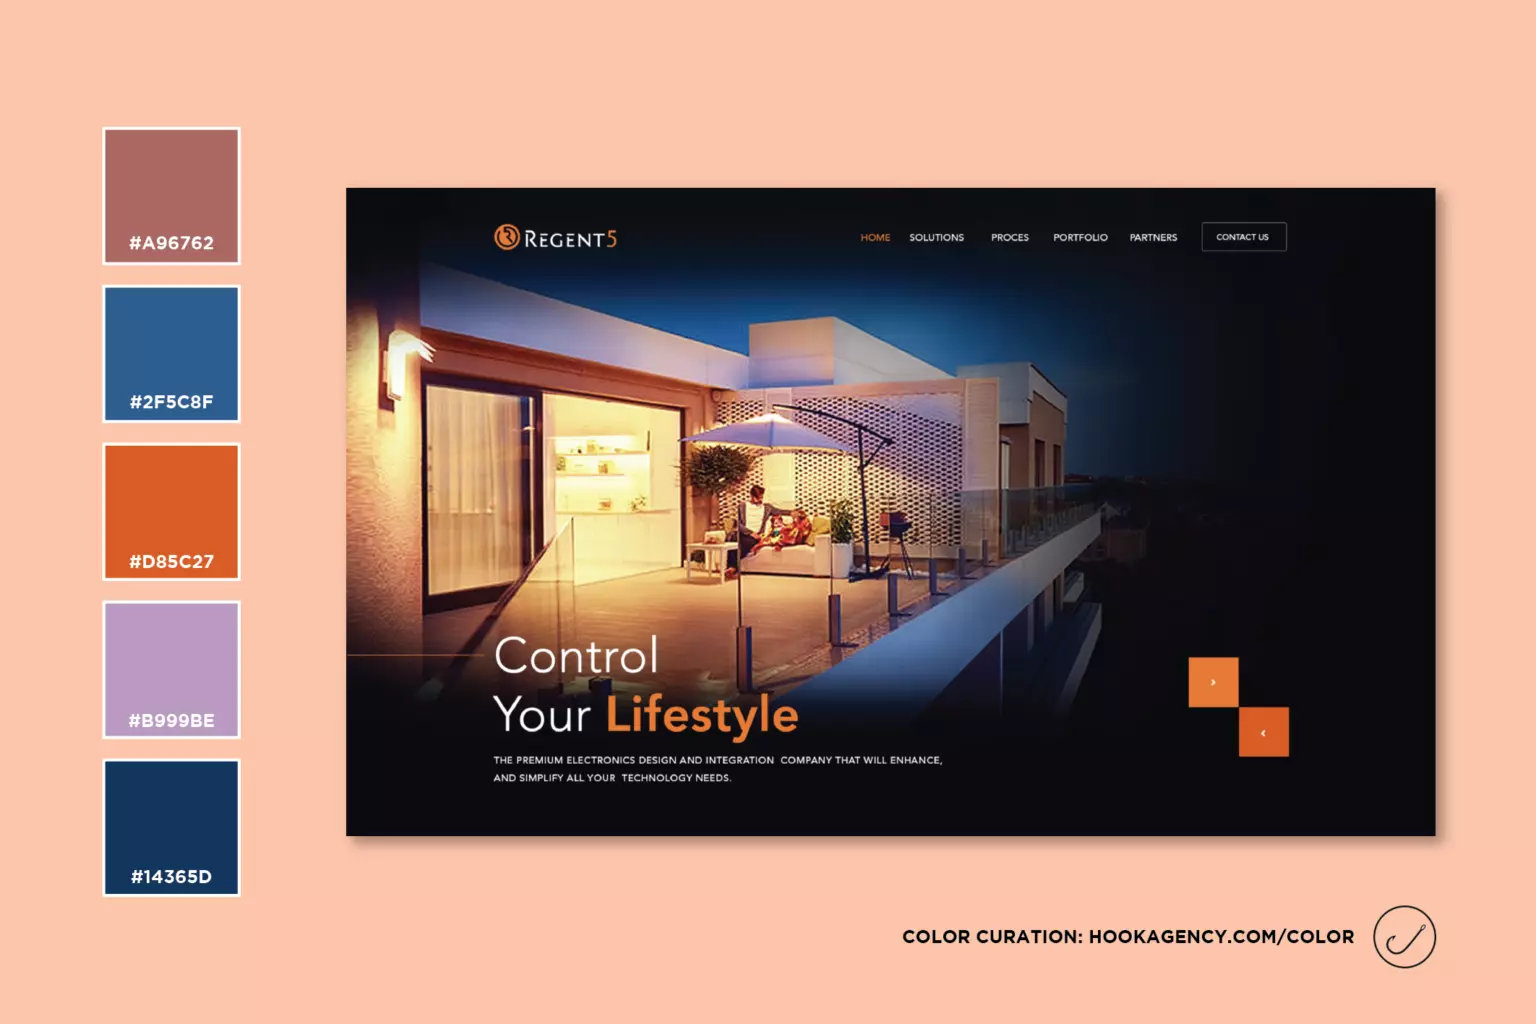 #A96762
#2F5C8F
#D85C27
#B999BE
#14365D
REGENT5
HOME SOLUTIONS PROCES PORTFOLIO PARTNERS CONTACT US
Control
Your Lifestyle
THE PREMIUM ELECTRONICS DESIGN AND INTEGRATION COMPANY THAT WILL ENHANCE,
AND SIMPLIFY ALL YOUR TECHNOLOGY NEEDS.
COLOR CURATION: HOOKAGENCY.COM/COLOR